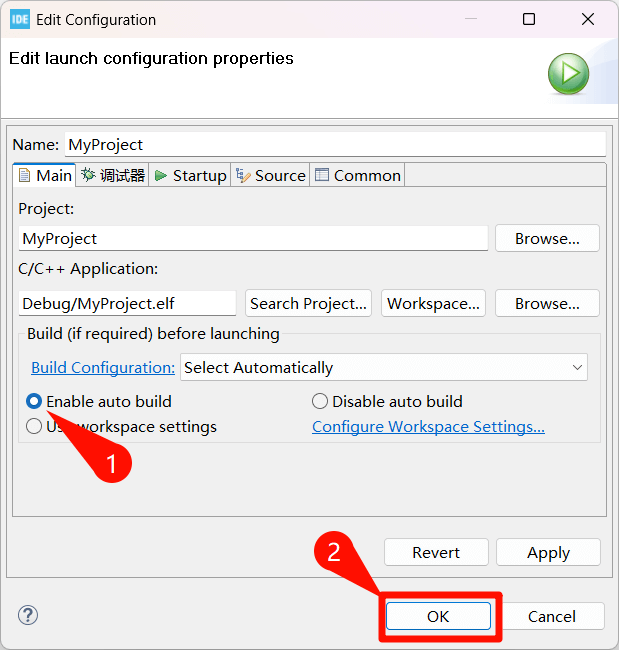 IDE Edit Configuration
Edit launch configuration properties
Name: MyProject
Main 调试器 Startup Source Common
Project:
MyProject Browse...
C/C++ Application:
Debug/MyProject.elf Search Project... Workspace... Browse...
Build (if required) before launching
Build Configuration: Select Automatically
Enable auto build Disable auto build
workspace settings Configure Workspace Settings...
1
2 Revert Apply
? OK Cancel